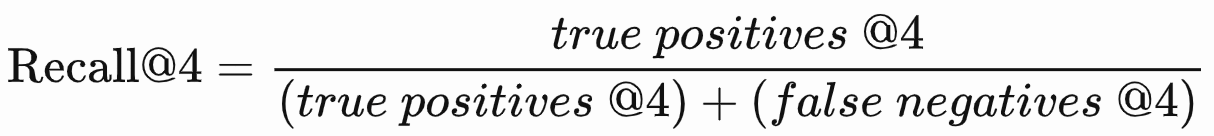 Recall@4 = true positives @4 / (true positives @4) + (false negatives @4)